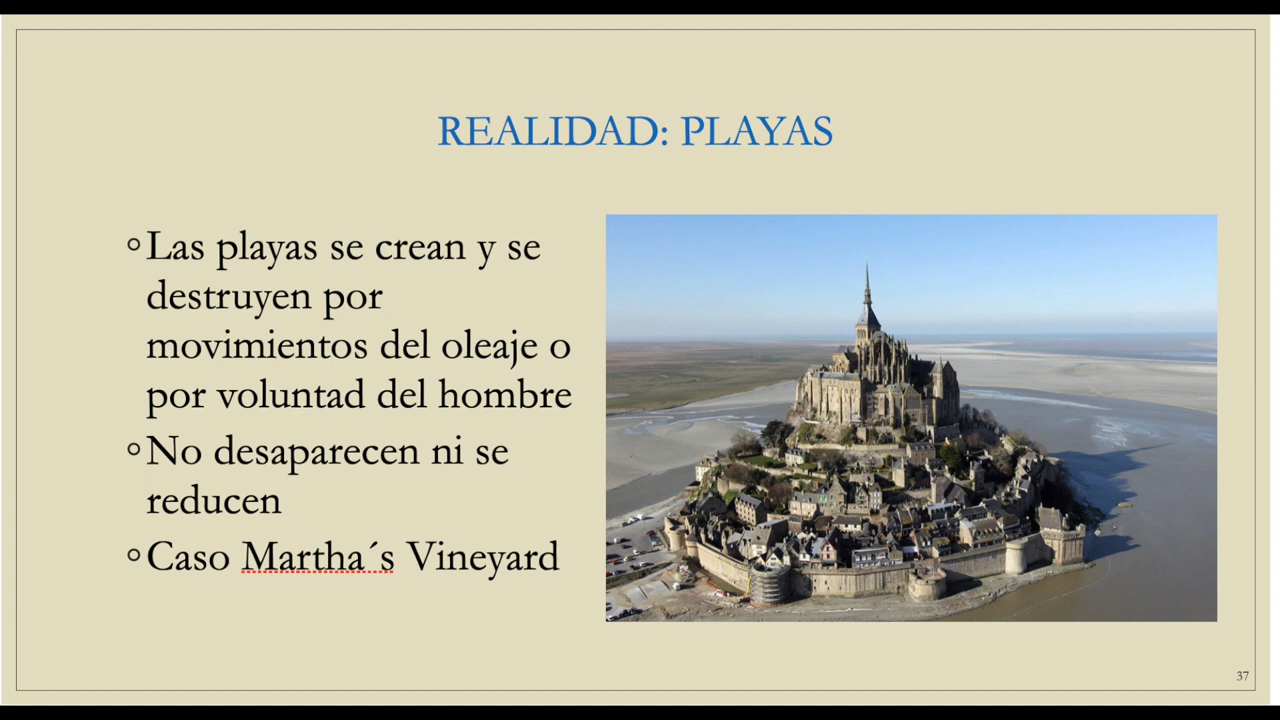 REALIDAD: PLAYAS
◦Las playas se crean y se
destruyen por
movimientos del oleaje o
por voluntad del hombre
◦No desaparecen ni se
reducen
◦Caso Martha´s Vineyard
37